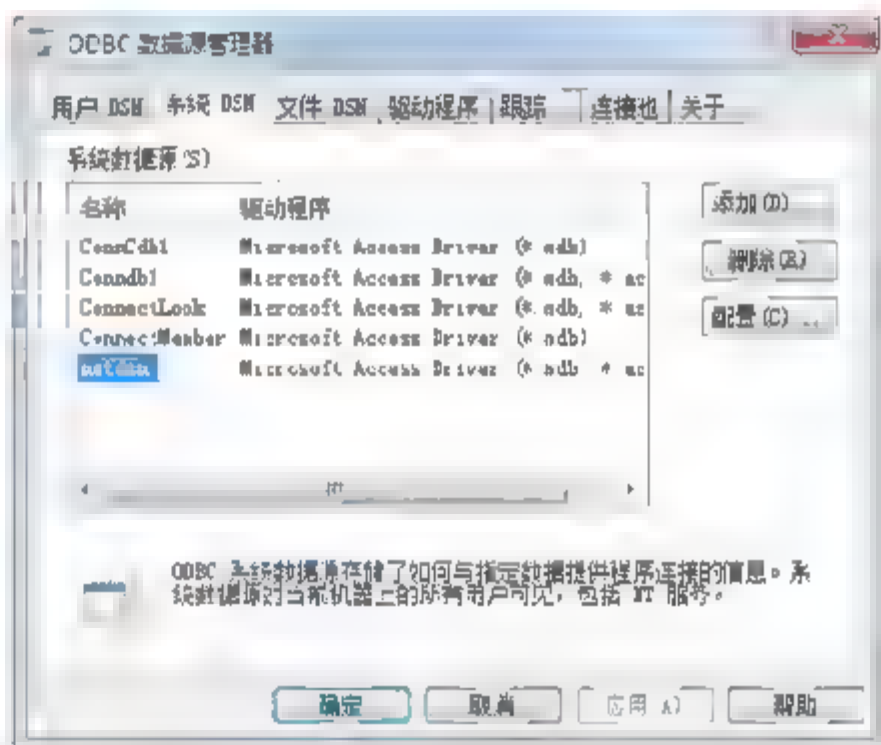 ODBC 数据源管理器
用户 DSN 系统 DSN 文件 DSN 驱动程序 跟踪 连接池 关于
系统数据源(S)
名称 驱动程序
Microsoft Access Driver (*.mdb)
Conndb1 Microsoft Access Driver (*.mdb, *.ac
ConnectLook Microsoft Access Driver (*.mdb, *.ac
ConnectMember Microsoft Access Driver (*.mdb)
Microsoft Access Driver (*.mdb, *.ac
添加(D)
删除(R)
配置(C)...
ODBC 系统数据源存储了如何与指定数据提供程序连接的信息。系
统数据源对当前机器上的所有用户可见,包括 NT 服务。
确定 取消 应用(A) 帮助